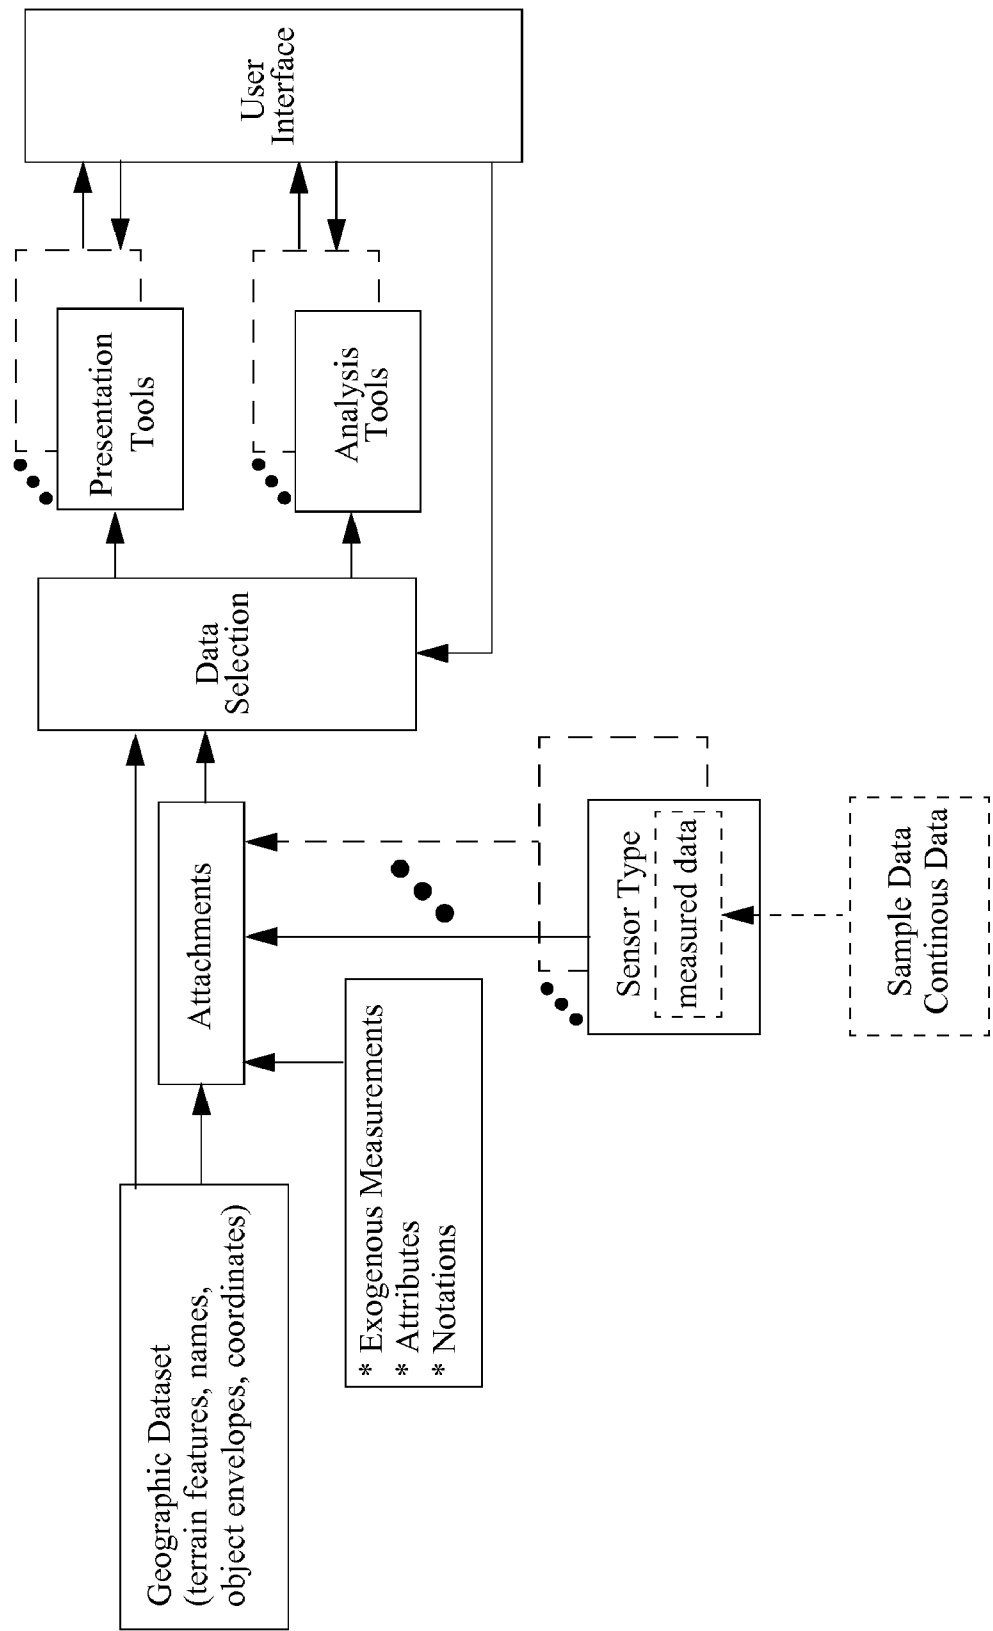 Geographic Dataset
(terrain features, names,
object envelopes, coordinates)
* Exogenous Measurements
* Attributes
* Notations
Attachments
Sensor Type
measured data
Sample Data
Continous Data
Data
Selection
Presentation
Tools
Analysis
Tools
User
Interface